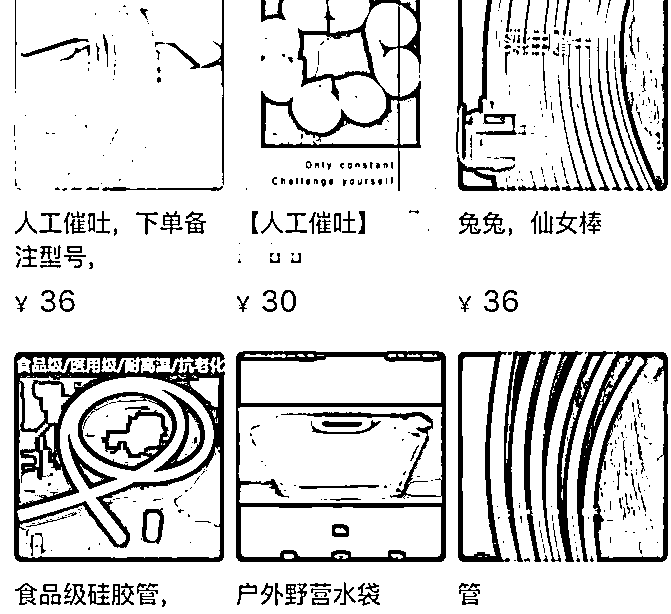 Only constant
Challenge yourself
人工催吐，下单备
注型号，
【人工催吐】
兔兔，仙女棒
¥ 36
¥ 30
¥ 36
食品级/医用级/耐高温/抗老化
食品级硅胶管，
户外野营水袋
管